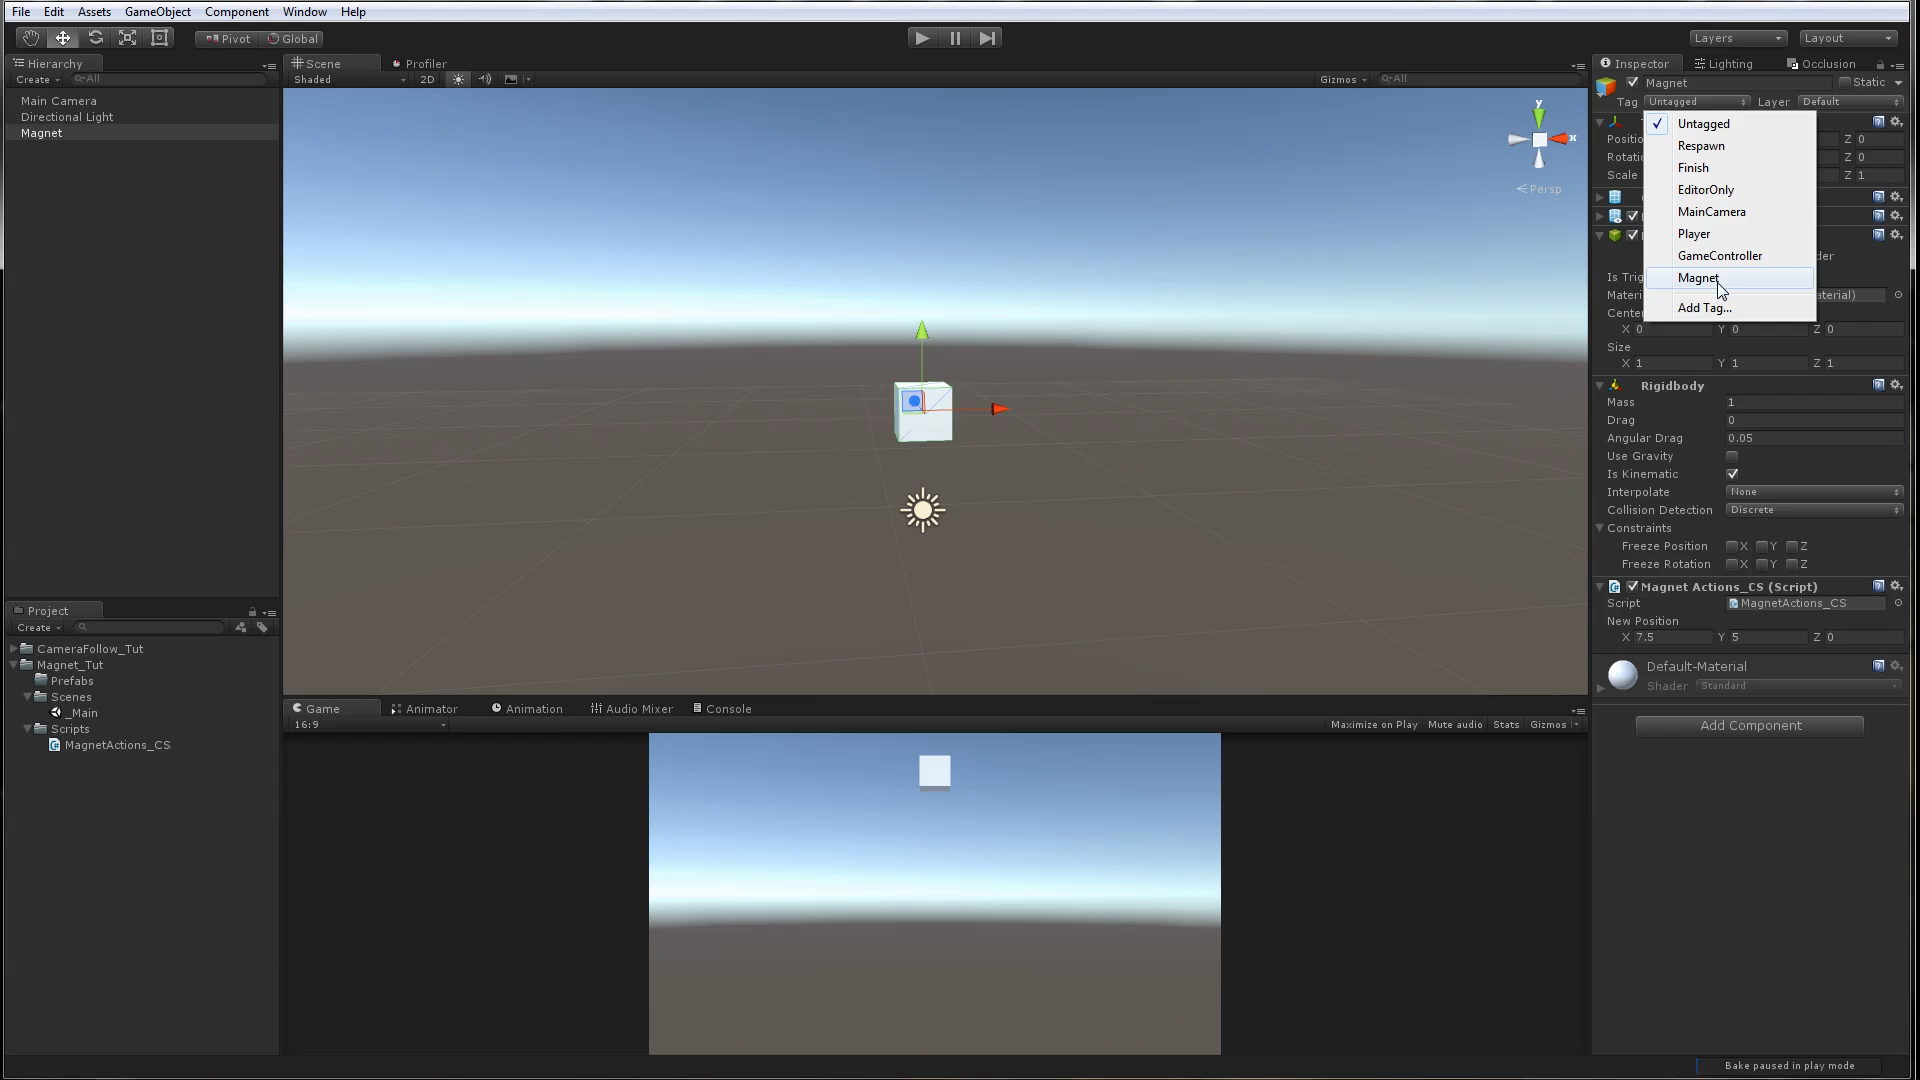 File Edit Assets GameObject Component Window Help
Pivot Global Layers Layout
Hierarchy
Create All
Main Camera
Directional Light
Magnet
Project
Create
CameraFollow_Tut
Magnet_Tut
Prefabs
Scenes
_Main
Scripts
MagnetActions_CS
Scene Profiler
Shaded 2D Gizmos All
y
x
Persp
Game Animator Animation Audio Mixer Console
16:9 Maximize on Play Mute audio Stats Gizmos
Inspector Lighting Occlusion
Magnet Static
Tag Untagged Layer Default
Untagged
Respawn
Finish
EditorOnly
MainCamera
Player
GameController
Magnet
Add Tag...
Positio Z 0
Rotati Z 0
Scale Z 1
der
Is Trig
Materi aterial)
Cente
X 0 Y 0 Z 0
Size
X 1 Y 1 Z 1
Rigidbody
Mass 1
Drag 0
Angular Drag 0.05
Use Gravity
Is Kinematic
Interpolate None
Collision Detection Discrete
Constraints
Freeze Position X Y Z
Freeze Rotation X Y Z
Magnet Actions_CS (Script)
Script MagnetActions_CS
New Position
X 7.5 Y 5 Z 0
Default-Material
Shader Standard
Add Component
Bake paused in play mode